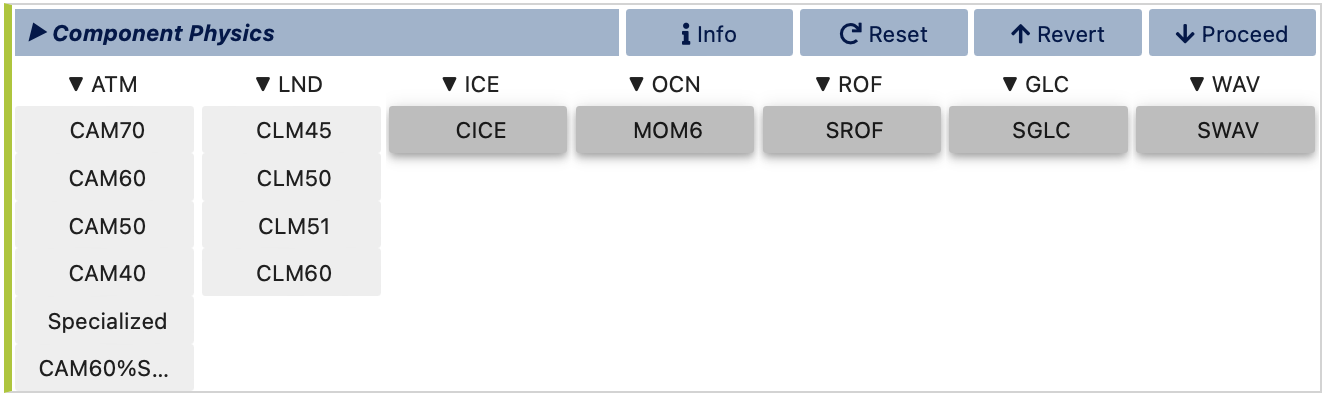 ▶ Component Physics Info Reset Revert Proceed
▼ ATM ▼ LND ▼ ICE ▼ OCN ▼ ROF ▼ GLC ▼ WAV
CAM70 CLM45 CICE MOM6 SROF SGLC SWAV
CAM60 CLM50
CAM50 CLM51
CAM40 CLM60
Specialized
CAM60%S...